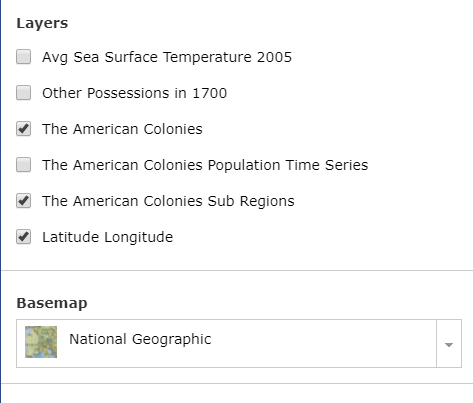 Layers
Avg Sea Surface Temperature 2005
Other Possessions in 1700
The American Colonies
The American Colonies Population Time Series
The American Colonies Sub Regions
Latitude Longitude
Basemap
National Geographic